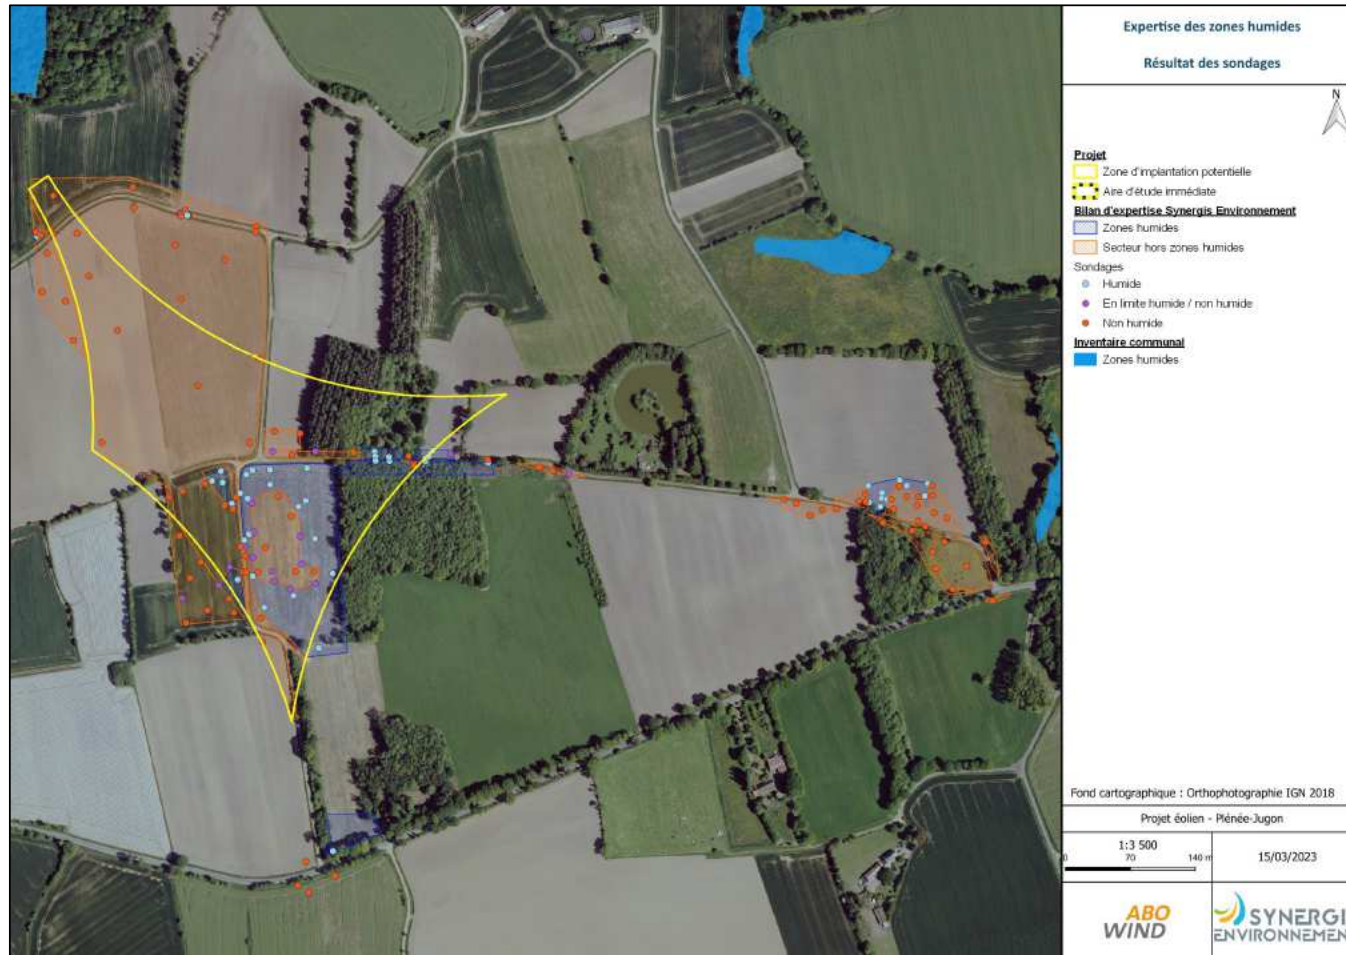 Expertise des zones humides
Résultat des sondages
N
Projet
Zone d'implantation potentielle
Aire d'étude immédiate
Bilan d'expertise Synergis Environnement
Zones humides
Secteur hors zones humides
Sondages
Humide
En limite humide / non humide
Non humide
Inventaire communal
Zones humides
Fond cartographique : Orthophotographie IGN 2018
Projet éolien - Plénée-Jugon
1:3 500
0 70 140 m
15/03/2023
ABO
WIND
SYNERGI
ENVIRONNEMEN